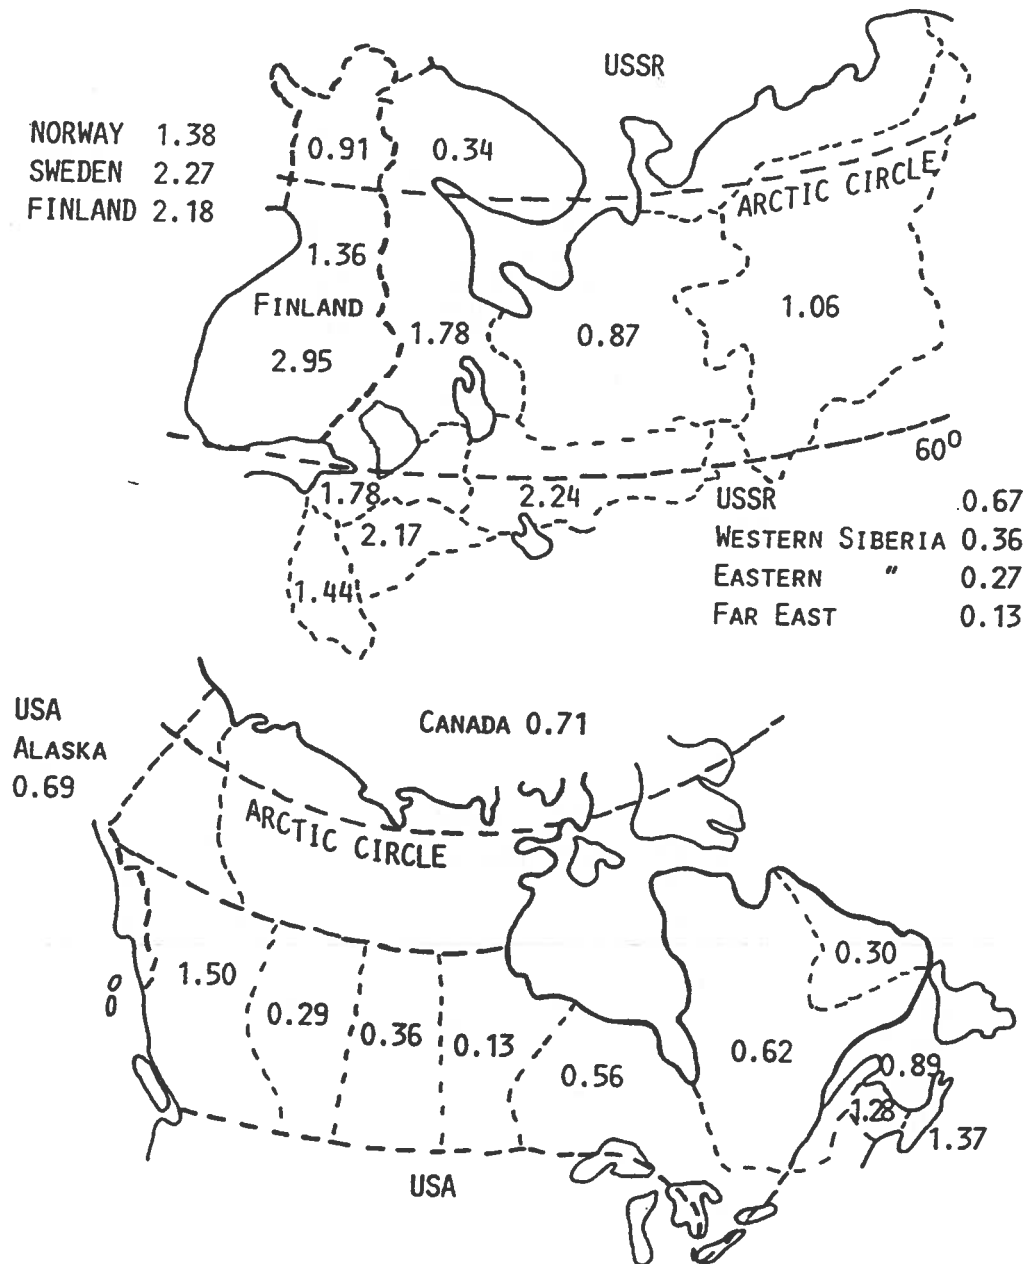 USSR
NORWAY 1.38
SWEDEN 2.27
FINLAND 2.18
0.91
0.34
ARCTIC CIRCLE
1.36
FINLAND
2.95
1.78
0.87
1.06
60⁰
1.78
2.24
2.17
1.44
USSR 0.67
WESTERN SIBERIA 0.36
EASTERN " 0.27
FAR EAST 0.13
USA
ALASKA
0.69
CANADA 0.71
ARCTIC CIRCLE
1.50
0.29
0.36
0.13
0.56
0.62
0.30
0.89
1.28
1.37
USA